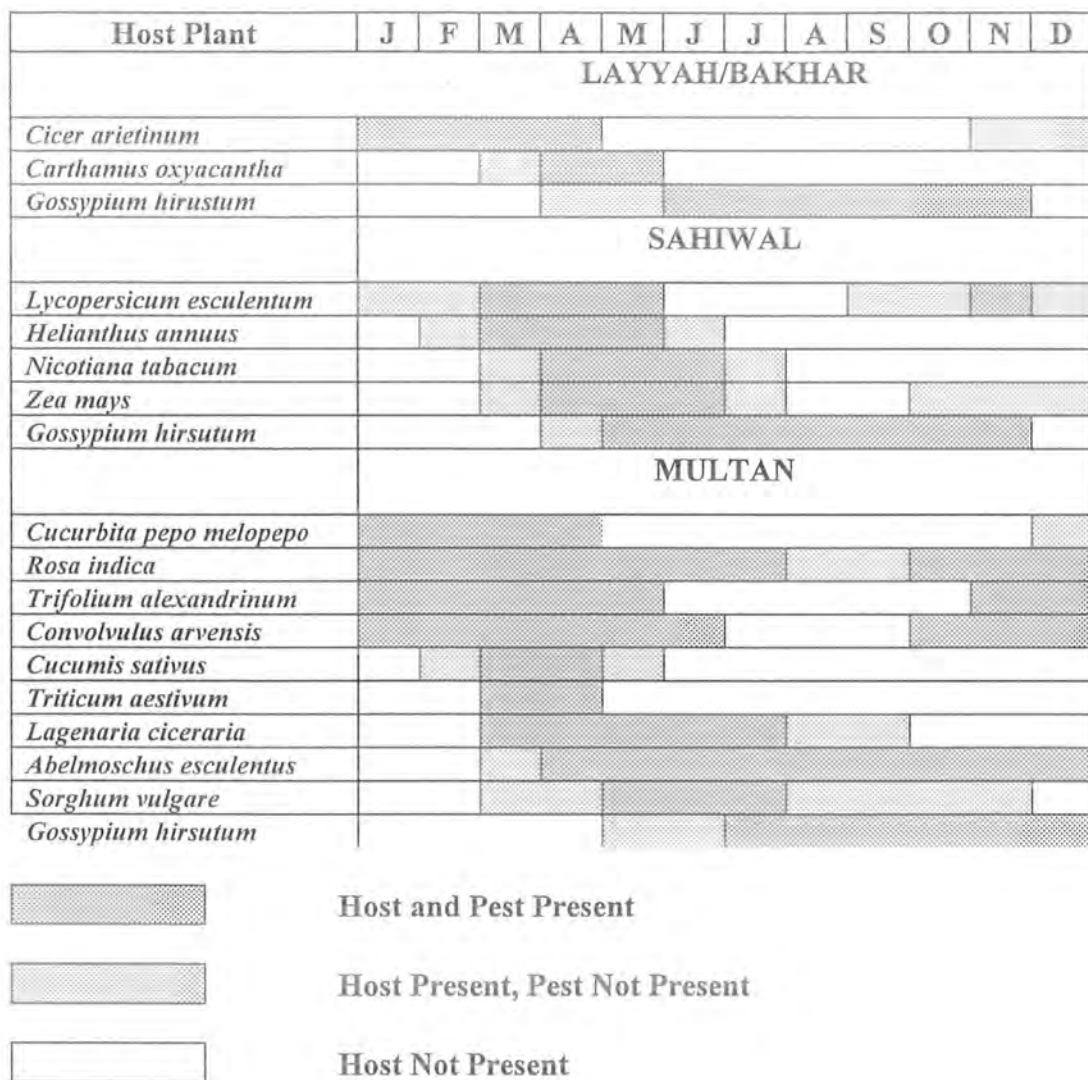 Host Plant J F M A M J J A S O N D
LAYYAH/BAKHAR
Cicer arietinum
Carthamus oxyacantha
Gossypium hirustum
SAHIWAL
Lycopersicum esculentum
Helianthus annuus
Nicotiana tabacum
Zea mays
Gossypium hirsutum
MULTAN
Cucurbita pepo melopepo
Rosa indica
Trifolium alexandrinum
Convolvulus arvensis
Cucumis sativus
Triticum aestivum
Lagenaria ciceraria
Abelmoschus esculentus
Sorghum vulgare
Gossypium hirsutum
Host and Pest Present
Host Present, Pest Not Present
Host Not Present